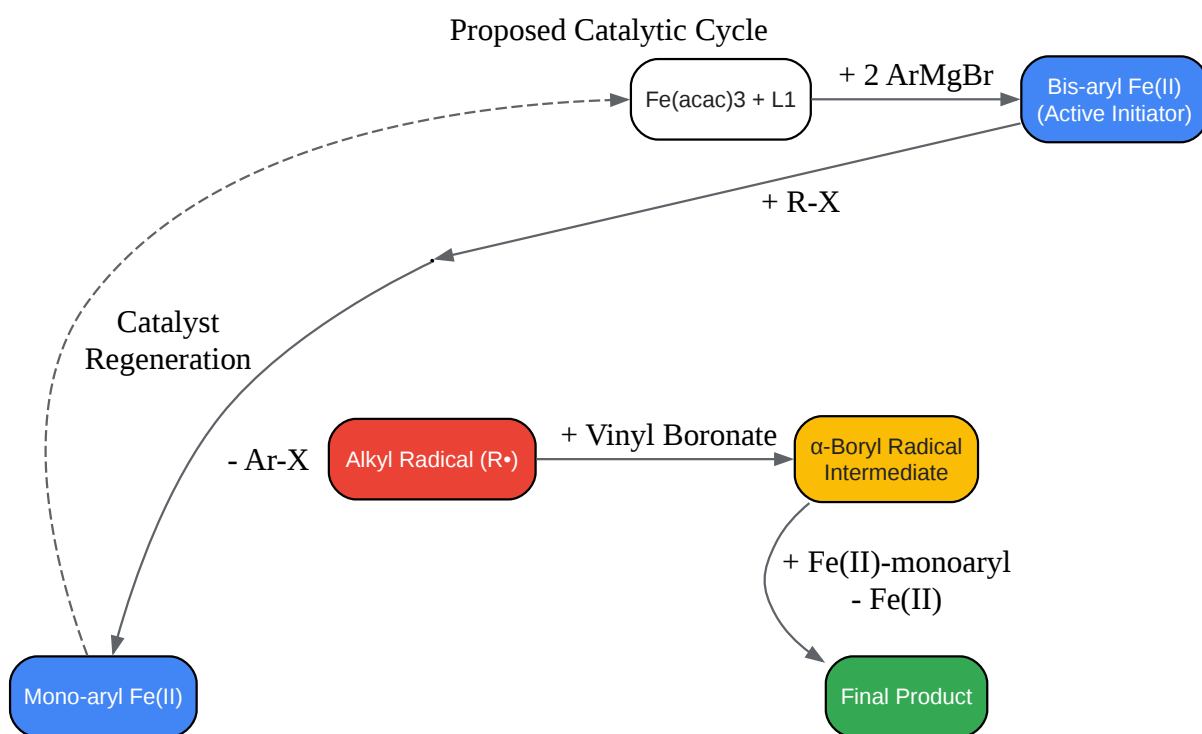 Proposed Catalytic Cycle
Fe(acac)3 + L1
+ 2 ArMgBr
Bis-aryl Fe(II)
(Active Initiator)
+ R-X
Catalyst
Regeneration
- Ar-X
Alkyl Radical (R•)
+ Vinyl Boronate
α-Boryl Radical
Intermediate
+ Fe(II)-monoaryl
- Fe(II)
Mono-aryl Fe(II)
Final Product